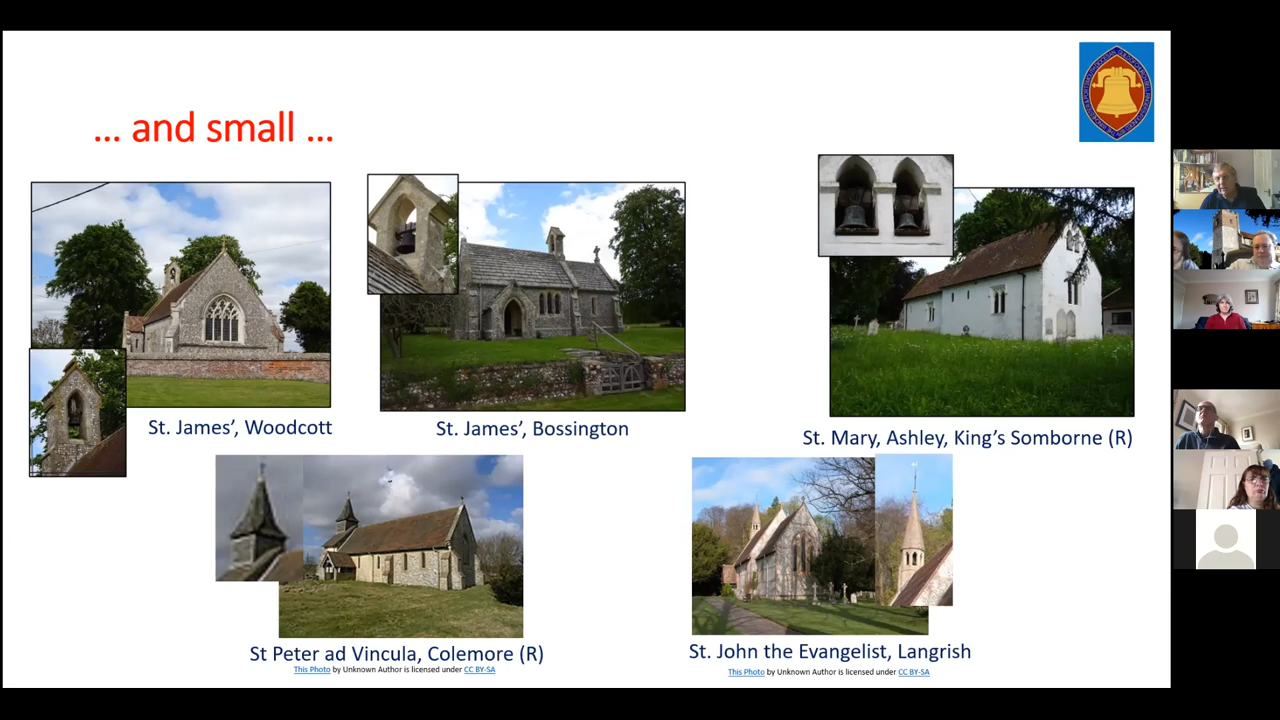 ... and small ...
St. James’, Woodcott
St. James’, Bossington
St. Mary, Ashley, King’s Somborne (R)
St Peter ad Vincula, Colemore (R)
This Photo by Unknown Author is licensed under CC BY-SA
St. John the Evangelist, Langrish
This Photo by Unknown Author is licensed under CC BY-SA